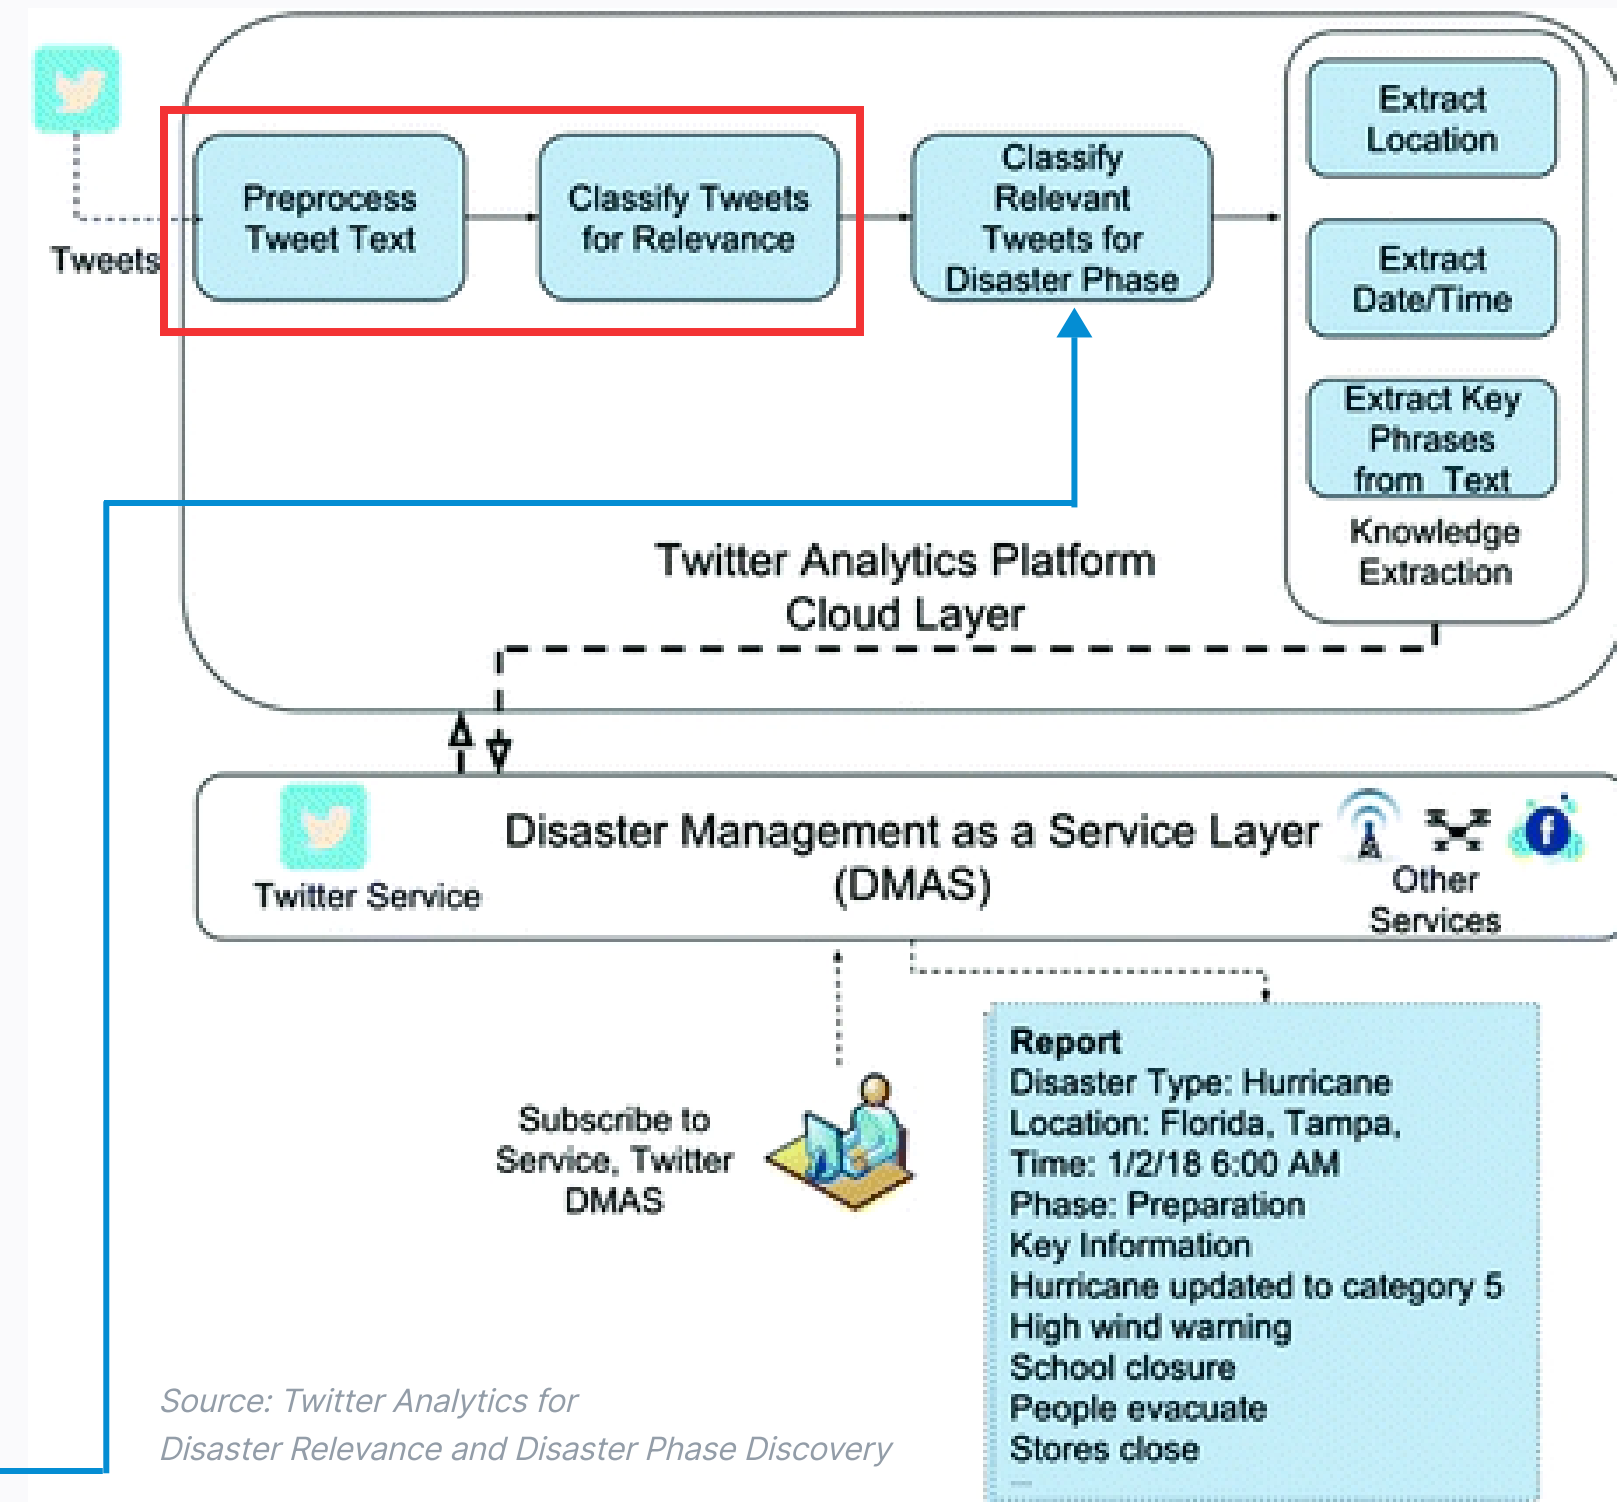 Tweets
Preprocess
Tweet Text
Classify Tweets
for Relevance
Classify
Relevant
Tweets for
Disaster Phase
Extract
Location
Extract
Date/Time
Extract Key
Phrases
from Text
Knowledge
Extraction
Twitter Analytics Platform
Cloud Layer
Twitter Service
Disaster Management as a Service Layer
(DMAS)
Other
Services
Subscribe to
Service, Twitter
DMAS
Report
Disaster Type: Hurricane
Location: Florida, Tampa,
Time: 1/2/18 6:00 AM
Phase: Preparation
Key Information
Hurricane updated to category 5
High wind warning
School closure
People evacuate
Stores close
...
Source: Twitter Analytics for
Disaster Relevance and Disaster Phase Discovery